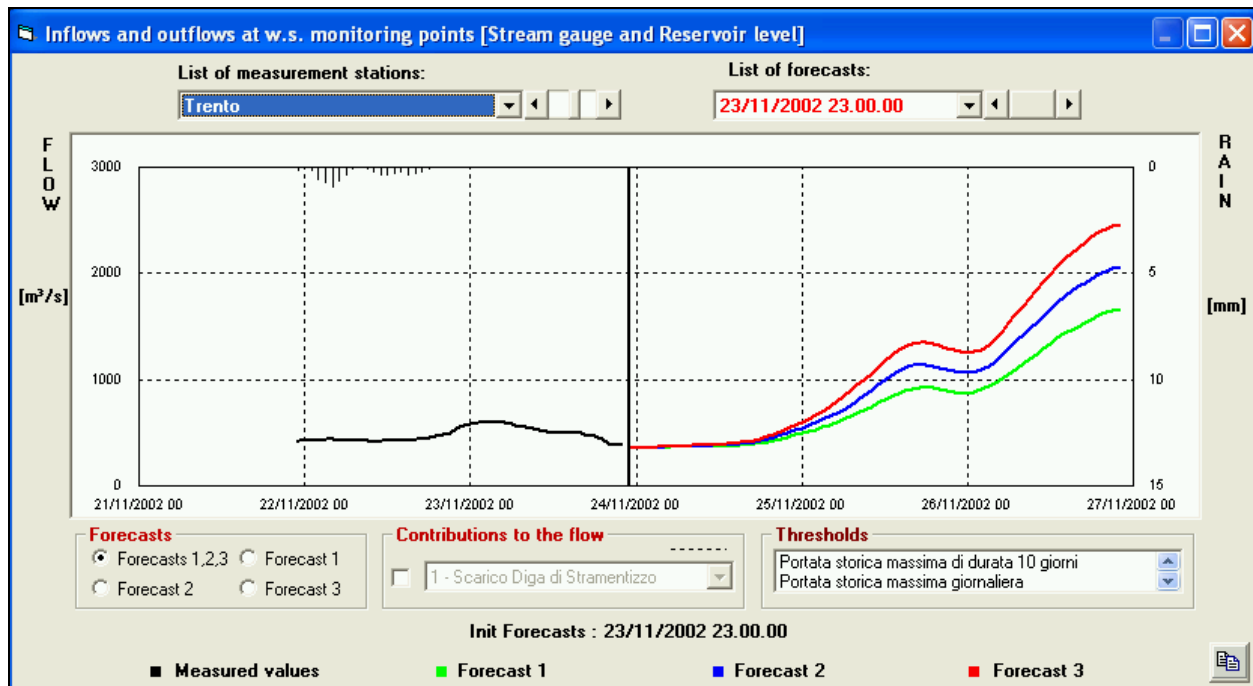 Inflows and outflows at w.s. monitoring points [Stream gauge and Reservoir level]
List of measurement stations:
List of forecasts:
Trento
23/11/2002 23.00.00
FLOW
[m³/s]
RAIN
[mm]
3000
2000
1000
0
0
5
10
15
21/11/2002 00
22/11/2002 00
23/11/2002 00
24/11/2002 00
25/11/2002 00
26/11/2002 00
27/11/2002 00
Forecasts
Forecasts 1,2,3
Forecast 1
Forecast 2
Forecast 3
Contributions to the flow
1 - Scarico Diga di Stramentizzo
Thresholds
Portata storica massima di durata 10 giorni
Portata storica massima giornaliera
Init Forecasts : 23/11/2002 23.00.00
Measured values
Forecast 1
Forecast 2
Forecast 3